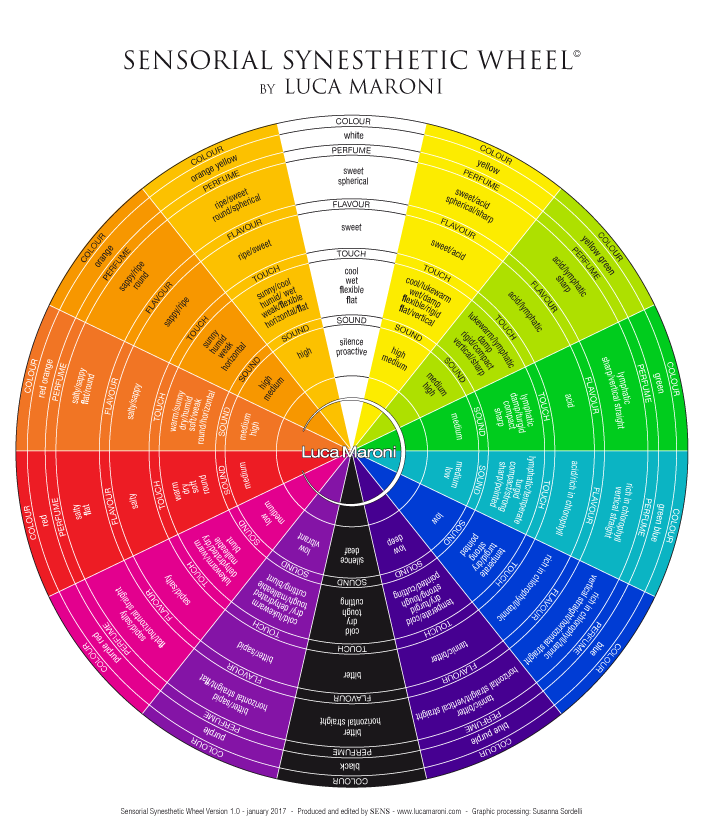 SENSORIAL SYNESTHETIC WHEEL©
BY LUCA MARONI
COLOUR
white
PERFUME
sweet
spherical
FLAVOUR
sweet
TOUCH
cool
wet
flexible
flat
SOUND
silence
proactive
COLOUR
yellow
PERFUME
sweet/acid
spherical/sharp
FLAVOUR
sweet/acid
TOUCH
cool/lukewarm
wet/damp
flexible/rigid
flat/vertical
SOUND
high
medium
COLOUR
yellow green
PERFUME
acid/lymphatic
sharp
FLAVOUR
acid/lymphatic
TOUCH
lukewarm/lymphatic
damp
rigid/compact
vertical/sharp
SOUND
medium
high
COLOUR
green
PERFUME
lymphatic
sharp/vertical straight
FLAVOUR
acid
TOUCH
lymphatic
damp/turgid
compact
sharp
SOUND
medium
COLOUR
green blue
PERFUME
rich in chlorophyl
vertical straight
FLAVOUR
acid/rich in chlorophyl
TOUCH
lymphatic/temperate
turgid
compact/strong
sharp/pointed
SOUND
medium
low
COLOUR
blue
PERFUME
rich in chlorophyll/tannic
vertical straight/horizontal straight
FLAVOUR
rich in chlorophyl/tannic
TOUCH
temperate
turgid/dry
strong
pointed
SOUND
low
COLOUR
blue purple
PERFUME
tannic/bitter
horizontal straight/vertical straight
FLAVOUR
tannic/bitter
TOUCH
temperate/cold
dry/turgid
strong/tough
pointed/cutting
SOUND
low
deep
COLOUR
black
PERFUME
bitter
horizontal straight
FLAVOUR
bitter
TOUCH
cold
dry
tough
cutting
SOUND
silence
deaf
COLOUR
purple
PERFUME
bitter/sapid
horizontal straight/flat
FLAVOUR
bitter/sapid
TOUCH
cold/lukewarm
dry/ dehydrated
tough/malleable
cutting/blunt
SOUND
low
vibrant
COLOUR
purple red
PERFUME
sapid/salty
flat/horizontal straight
FLAVOUR
sapid/salty
TOUCH
lukewarm/warm
dehydrated/dry
malleable
blunt
SOUND
low
medium
COLOUR
red
PERFUME
salty
flat
FLAVOUR
salty
TOUCH
warm
dry
soft
round
SOUND
medium
COLOUR
red orange
PERFUME
salty/sappy
flat/round
FLAVOUR
salty/sappy
TOUCH
warm/sunny
dry/humid
soft/weak
round/horizontal
SOUND
medium
high
COLOUR
orange
PERFUME
sappy/ripe
round
FLAVOUR
sappy/ripe
TOUCH
sunny
humid
weak
horizontal
SOUND
high
medium
COLOUR
orange yellow
PERFUME
ripe/sweet
round/spherical
FLAVOUR
ripe/sweet
TOUCH
sunny/cool
humid/ wet
weak/flexible
horizontal/flat
SOUND
high
Luca Maroni
Sensorial Synesthetic Wheel Version 1.0 - january 2017 - Produced and edited by SENS - www.lucamaroni.com - Graphic processing: Susanna Sordelli